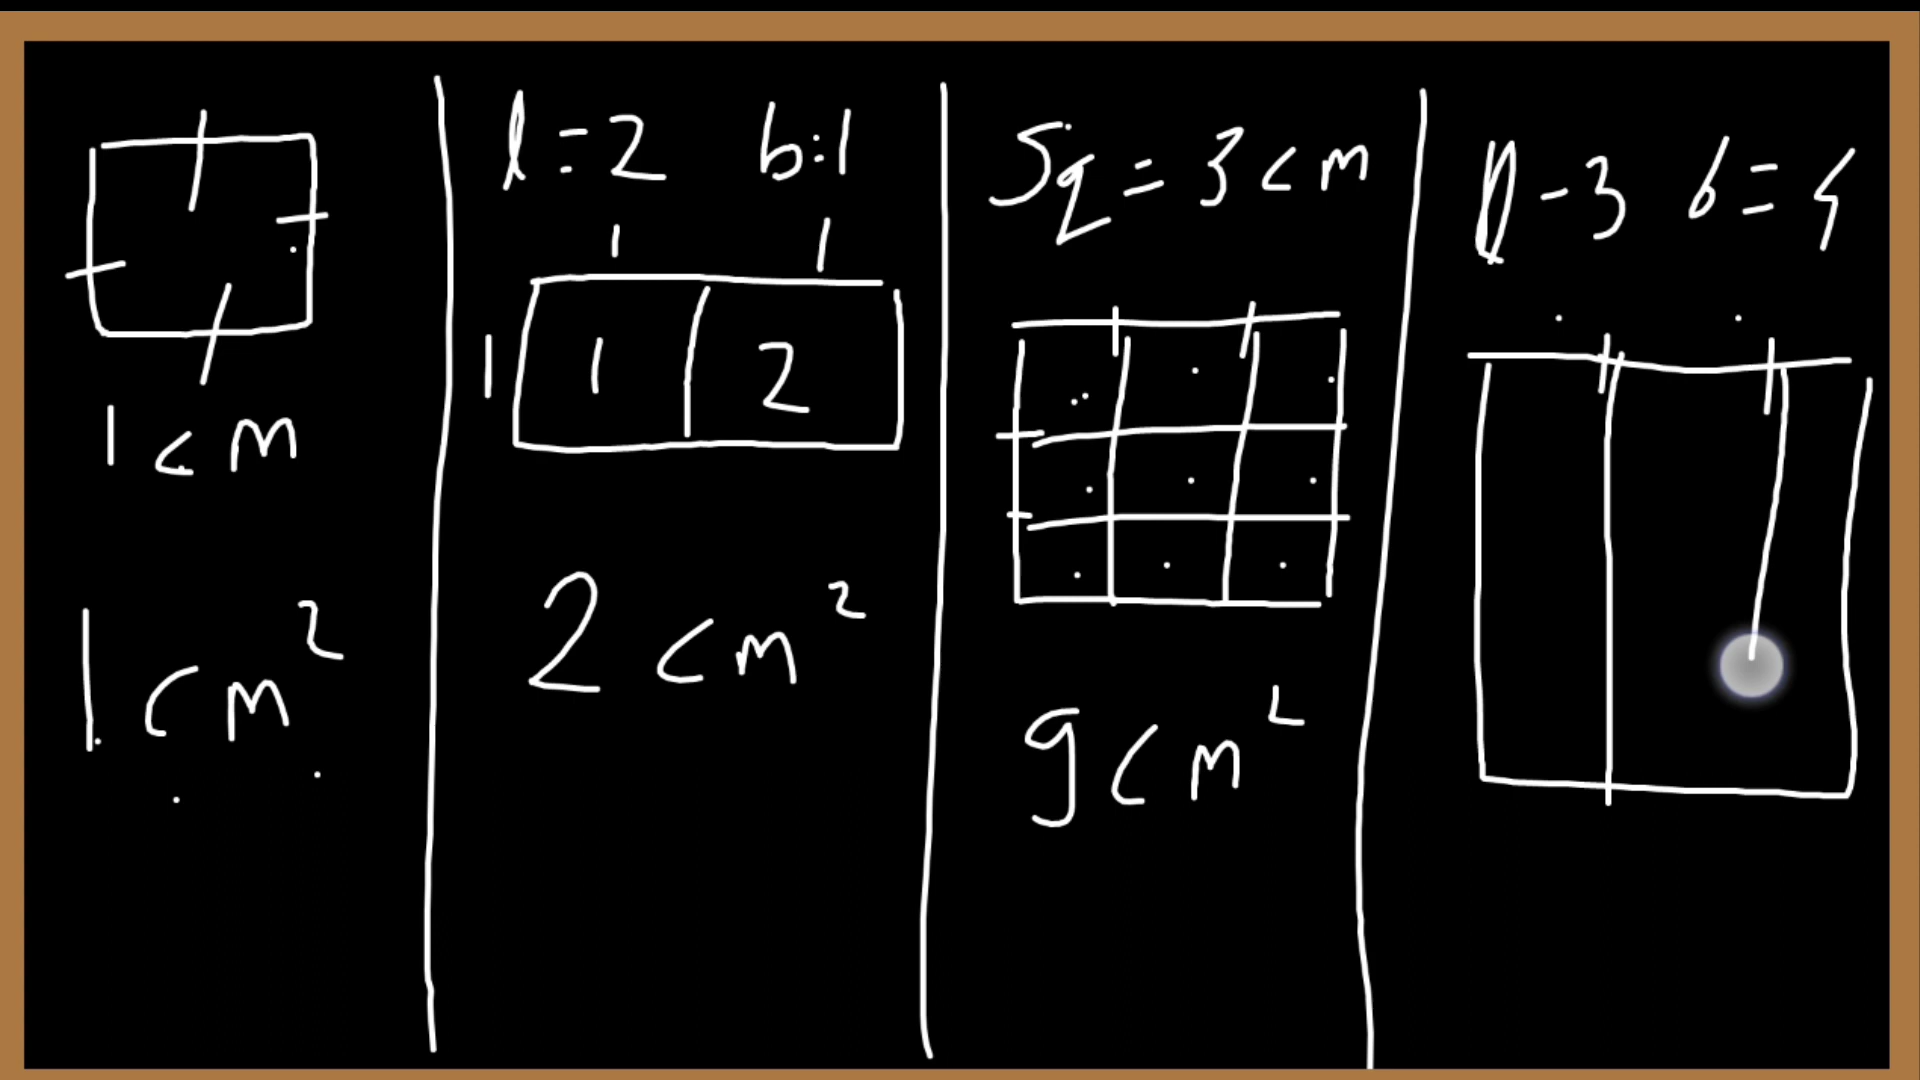 1 cm
1 cm²
l = 2 b:1
1 1
1
1 2
2 cm²
Sq = 3 cm
9 cm²
l - 3 b = 4